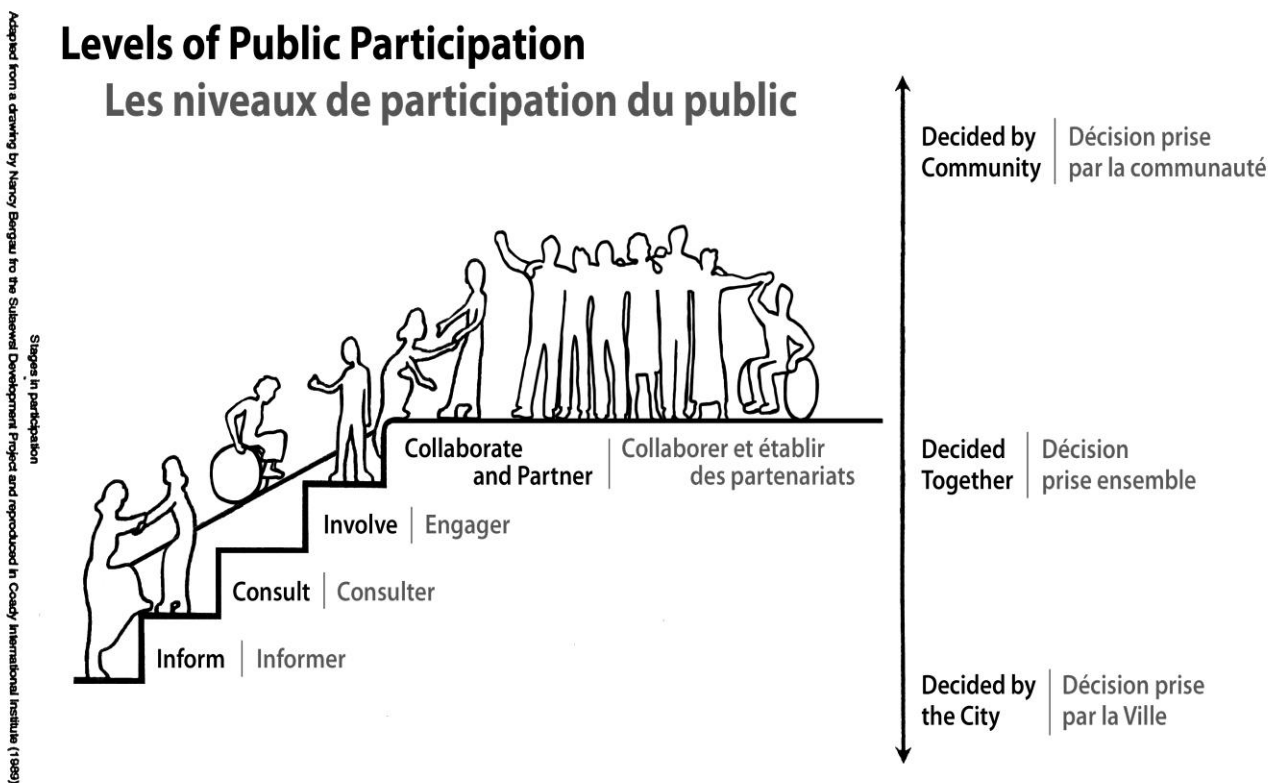 Levels of Public Participation
Les niveaux de participation du public
Decided by
Community
Décision prise
par la communauté
Collaborate
and Partner
Collaborer et établir
des partenariats
Decided
Together
Décision
prise ensemble
Involve
Engager
Consult
Consulter
Inform
Informer
Decided by
the City
Décision prise
par la Ville
Stages in participation
Adapted from a drawing by Nancy Bergau fro the Sulaewsi Development Project and reproduced in Coady International Institute (1989)